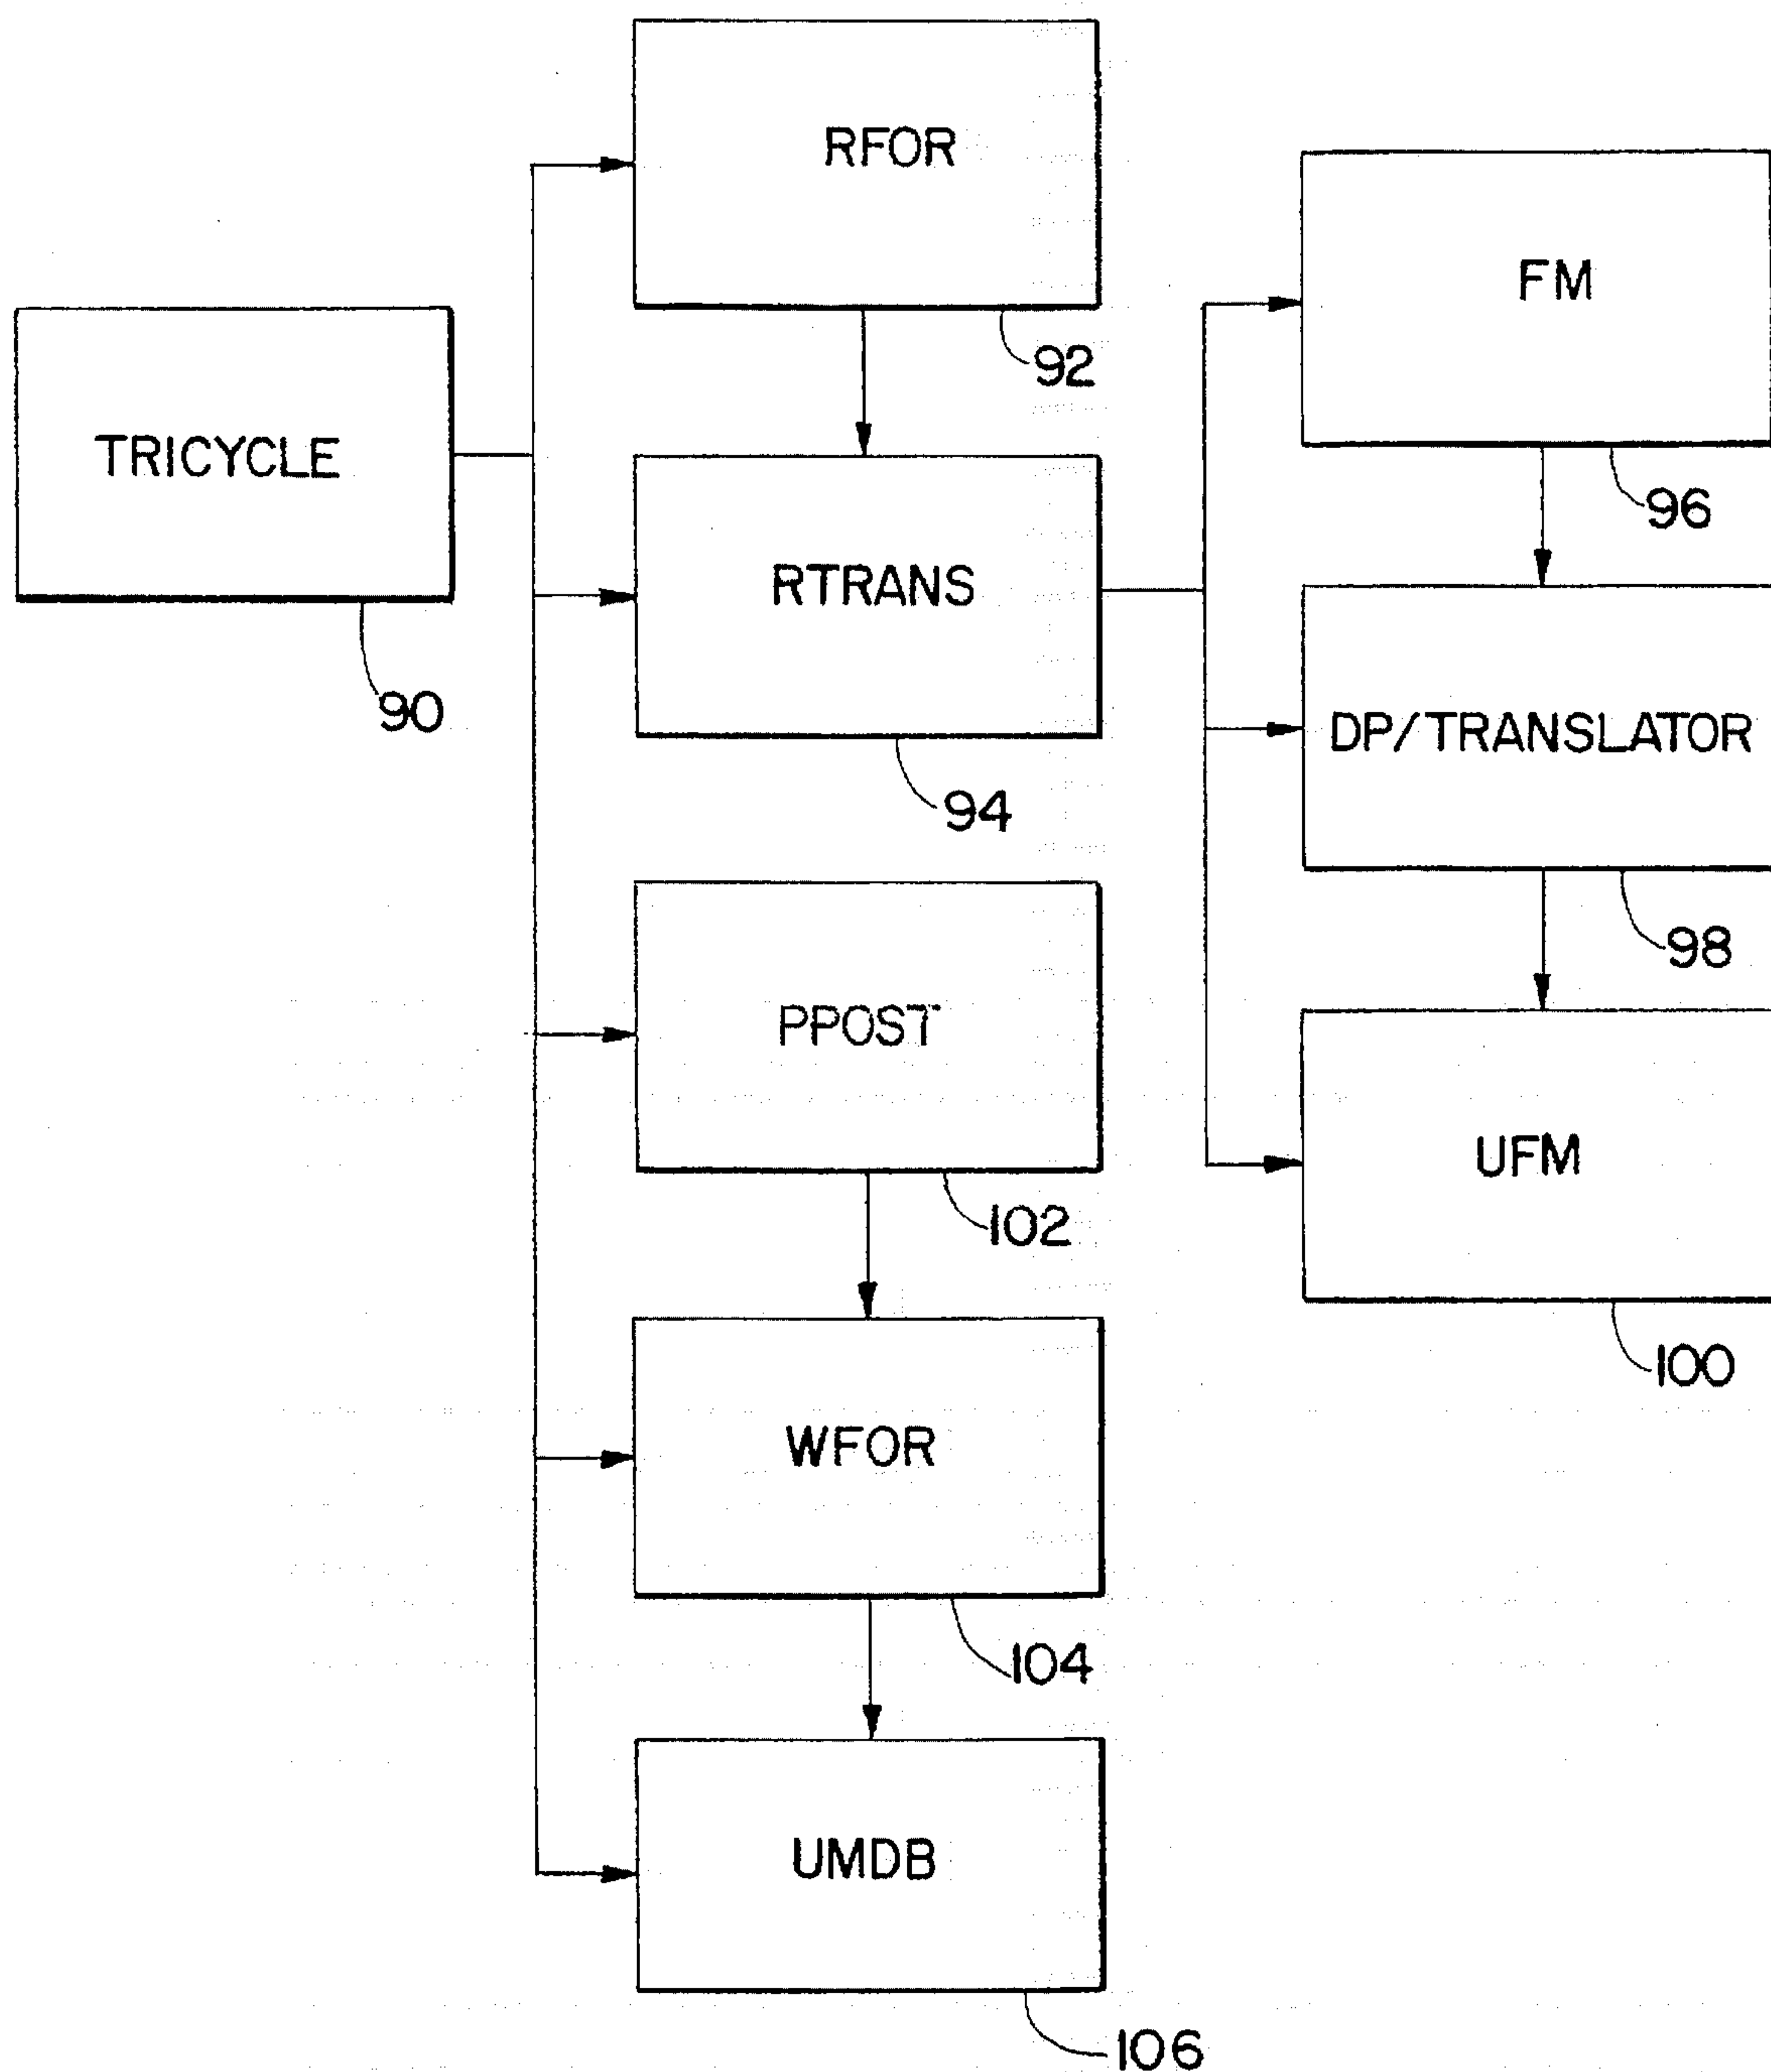 TRICYCLE
90
RFOR
92
RTRANS
94
FM
96
DP/TRANSLATOR
98
UFM
100
PPOST
102
WFOR
104
UMDB
106